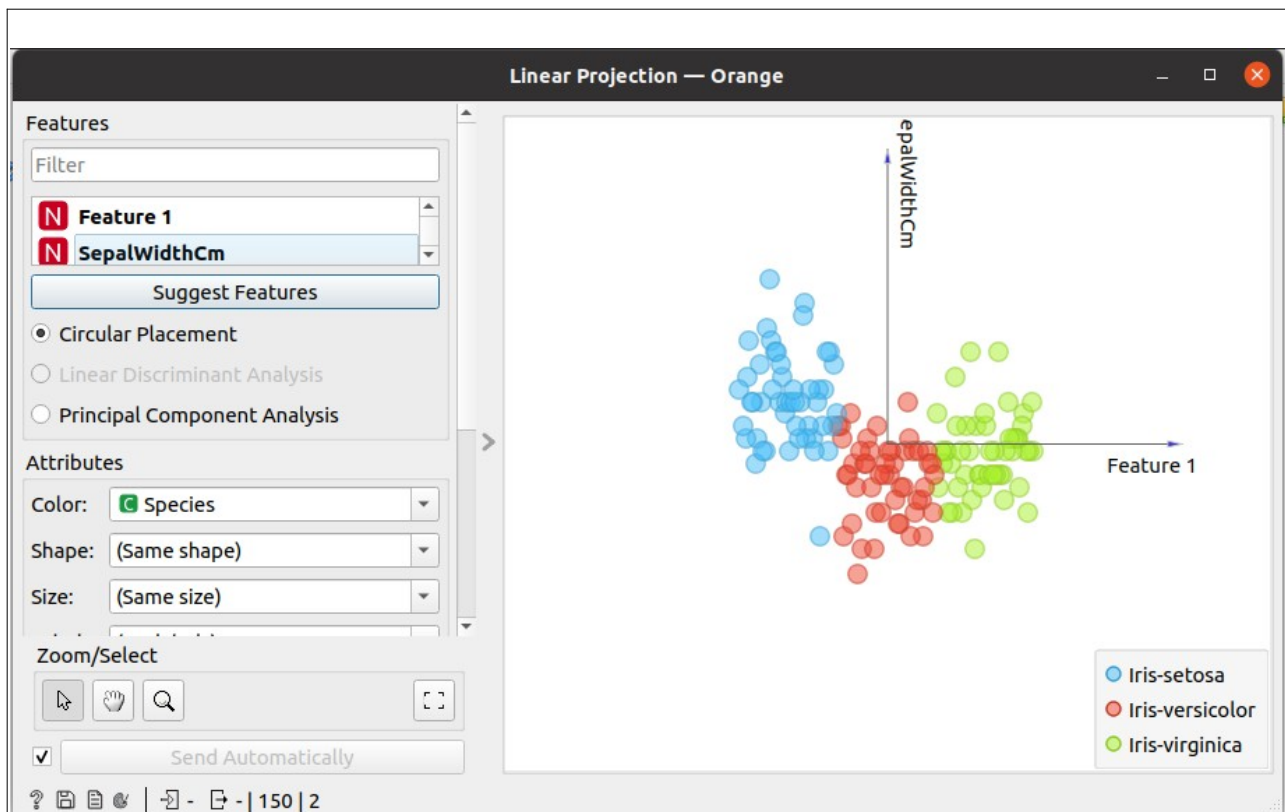 Linear Projection — Orange
Features
Filter
N Feature 1
N SepalWidthCm
Suggest Features
Circular Placement
Linear Discriminant Analysis
Principal Component Analysis
Attributes
Color: C Species
Shape: (Same shape)
Size: (Same size)
Zoom/Select
Send Automatically
? - - | 150 | 2
epalWidthCm
Feature 1
Iris-setosa
Iris-versicolor
Iris-virginica